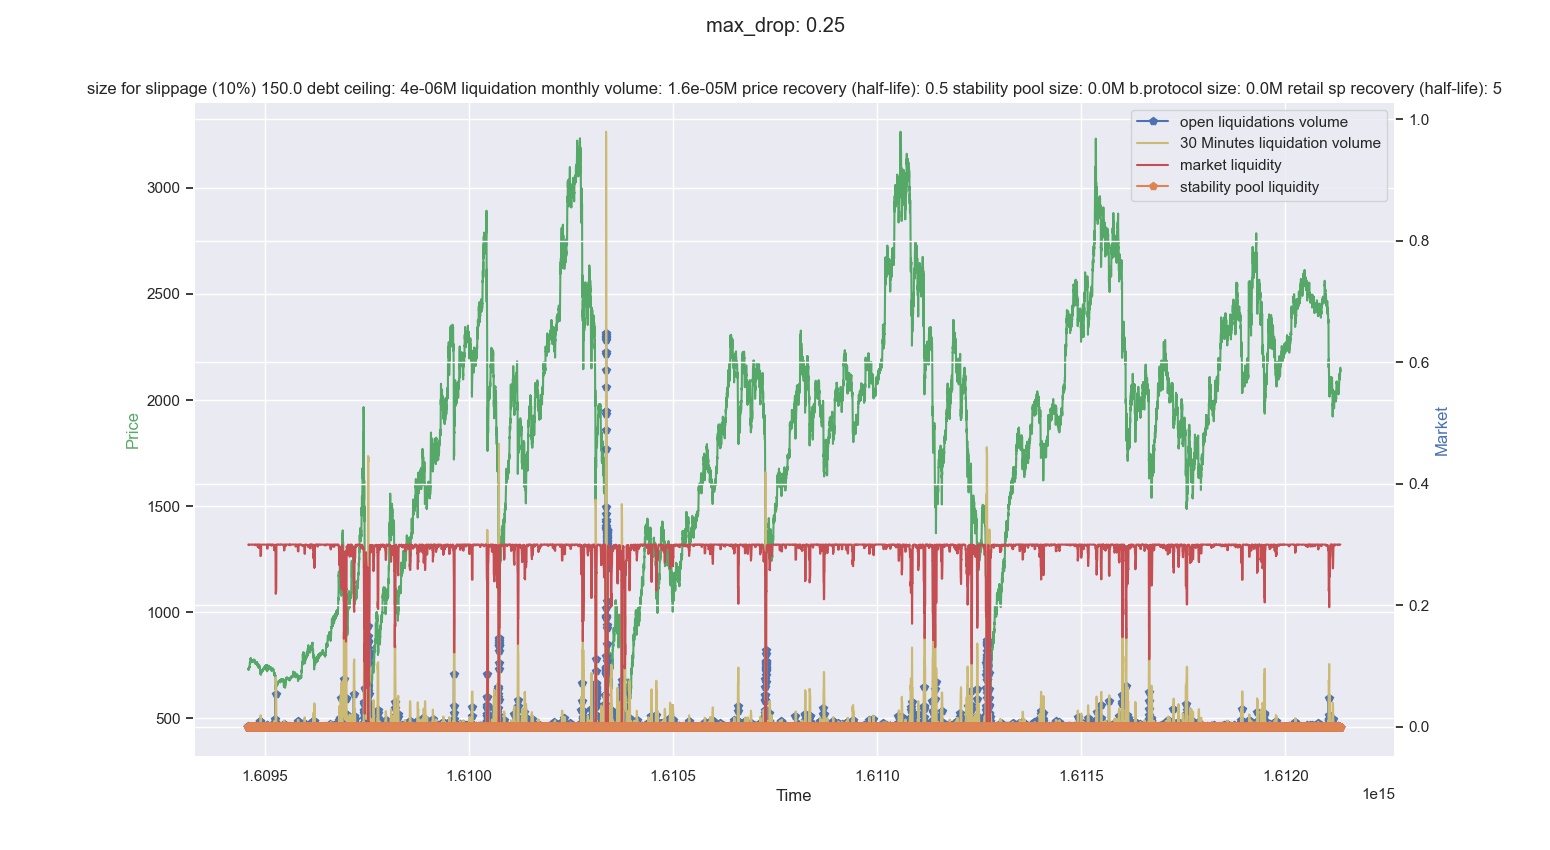 max_drop: 0.25
size for slippage (10%) 150.0 debt ceiling: 4e-06M liquidation monthly volume: 1.6e-05M price recovery (half-life): 0.5 stability pool size: 0.0M b.protocol size: 0.0M retail sp recovery (half-life): 5
open liquidations volume
30 Minutes liquidation volume
market liquidity
stability pool liquidity
3000
2500
2000
1500
1000
500
Price
1.0
0.8
0.6
0.4
0.2
0.0
Market
1.6095
1.6100
1.6105
1.6110
1.6115
1.6120
Time
1e15